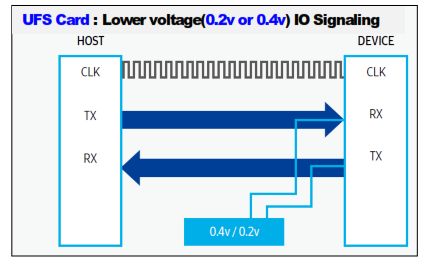 UFS Card : Lower voltage(0.2v or 0.4v) IO Signaling
HOST DEVICE
CLK CLK
TX RX
RX TX
0.4v / 0.2v